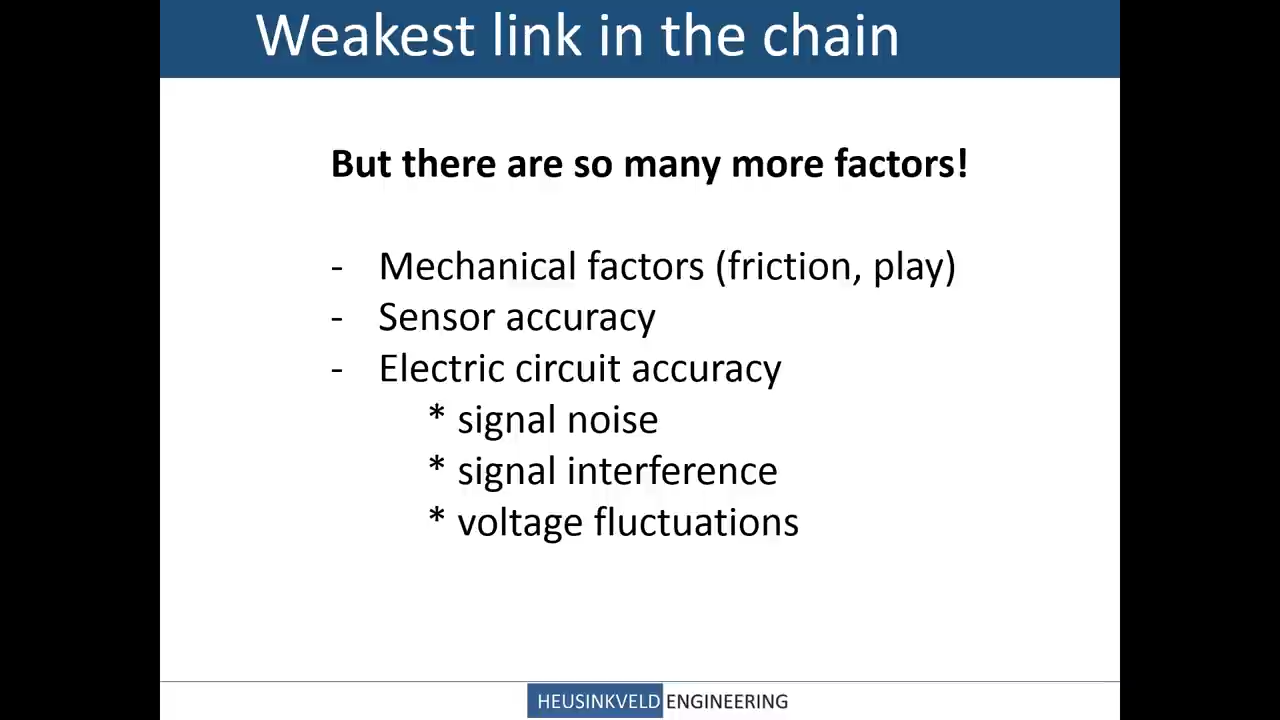 Weakest link in the chain
But there are so many more factors!
- Mechanical factors (friction, play)
- Sensor accuracy
- Electric circuit accuracy
* signal noise
* signal interference
* voltage fluctuations
HEUSINKVELD ENGINEERING